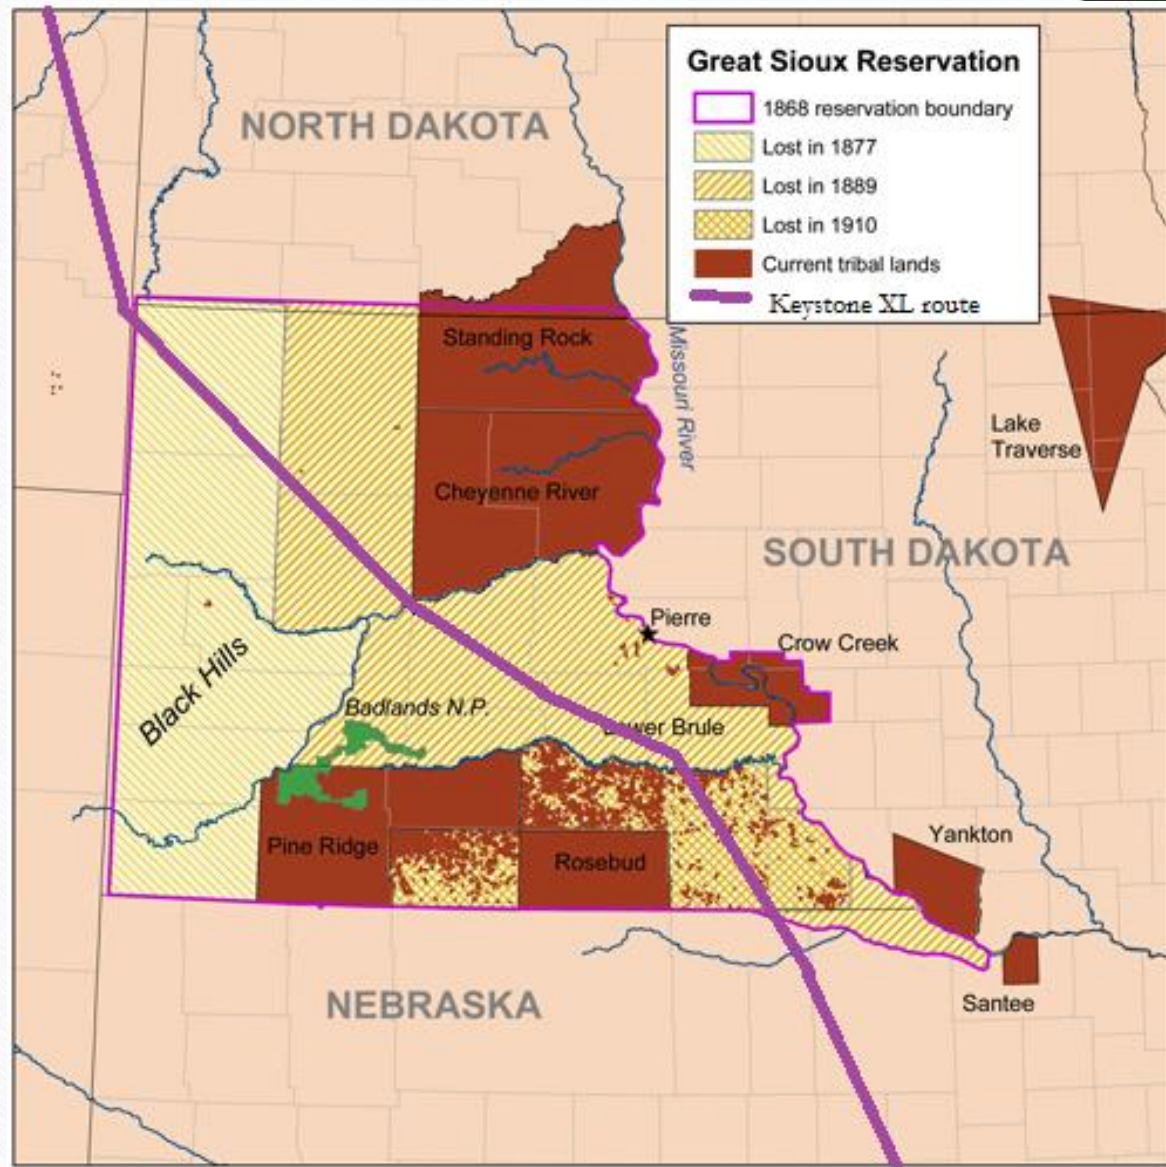 Great Sioux Reservation
1868 reservation boundary
Lost in 1877
Lost in 1889
Lost in 1910
Current tribal lands
Keystone XL route
NORTH DAKOTA
Standing Rock
Missouri River
Lake
Traverse
Cheyenne River
SOUTH DAKOTA
Pierre
Crow Creek
Black Hills
Badlands N.P.
Lower Brule
Yankton
Pine Ridge
Rosebud
Santee
NEBRASKA